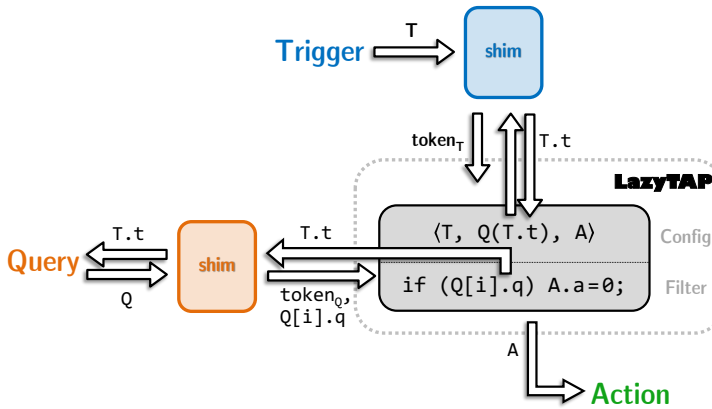 T
Trigger
shim
token_T
T.t
LazyTAP
⟨T, Q(T.t), A⟩
Config
T.t
T.t
Query
shim
Q
if (Q[i].q) A.a=0;
Filter
token_Q,
Q[i].q
A
Action